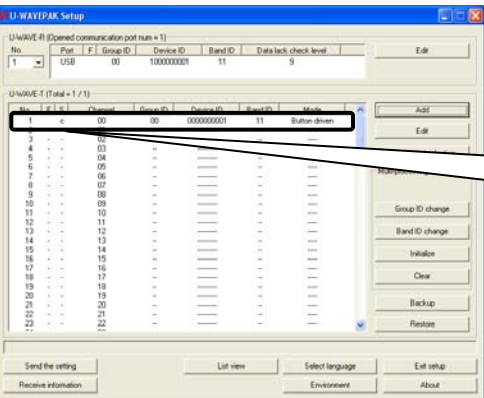 U-WAVEPAK Setup
U-WAVE-R (Opened communication port num = 1)
No. Port F Group ID Device ID Band ID Data lack check level
1 USB 00 1000000001 11 9
Edit
U-WAVE-T (Total = 1 / 1)
No. F S Channel Group ID Device ID Band ID Mode
1 - c 00 00 0000000001 11 Button driven
3 - - 02 -- -------- -- ----
4 - - 03 -- -------- -- ----
5 - - 04 -- -------- -- ----
6 - - 05 -- -------- -- ----
7 - - 06 -- -------- -- ----
8 - - 07 -- -------- -- ----
9 - - 08 -- -------- -- ----
10 - - 09 -- -------- -- ----
11 - - 10 -- -------- -- ----
12 - - 11 -- -------- -- ----
13 - - 12 -- -------- -- ----
14 - - 13 -- -------- -- ----
15 - - 14 -- -------- -- ----
16 - - 15 -- -------- -- ----
17 - - 16 -- -------- -- ----
18 - - 17 -- -------- -- ----
19 - - 18 -- -------- -- ----
20 - - 19 -- -------- -- ----
21 - - 20 -- -------- -- ----
22 - - 21 -- -------- -- ----
23 - - 22 -- -------- -- ----
Add
Edit
Group ID change
Band ID change
Initialize
Clear
Backup
Restore
Send the setting List view Select language Exit setup
Receive information Environment About